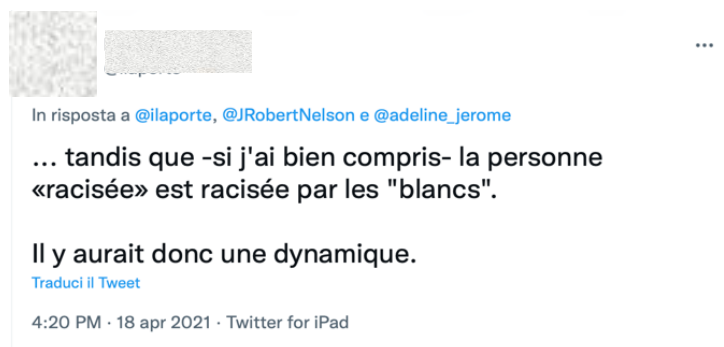 In risposta a @ilaporte, @JRobertNelson e @adeline_jerome
... tandis que -si j'ai bien compris- la personne
«racisée» est racisée par les "blancs".
Il y aurait donc une dynamique.
Traduci il Tweet
4:20 PM · 18 apr 2021 · Twitter for iPad